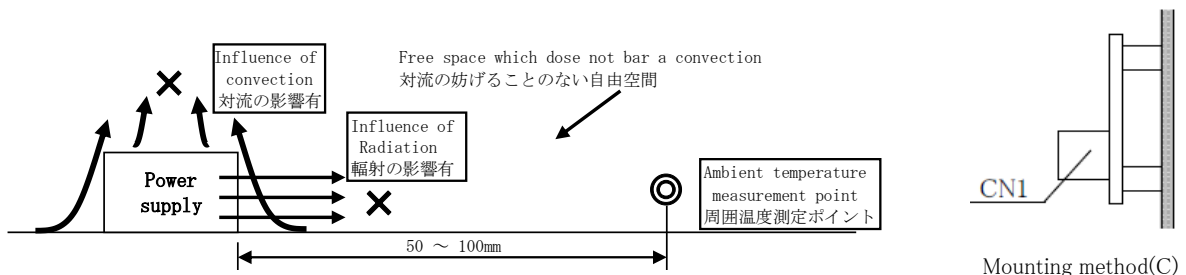 Influence of
convection
対流の影響有
Free space which dose not bar a convection
対流の妨げることのない自由空間
Influence of
Radiation
輻射の影響有
Power
supply
Ambient temperature
measurement point
周囲温度測定ポイント
50 ～ 100mm
CN1
Mounting method(C)